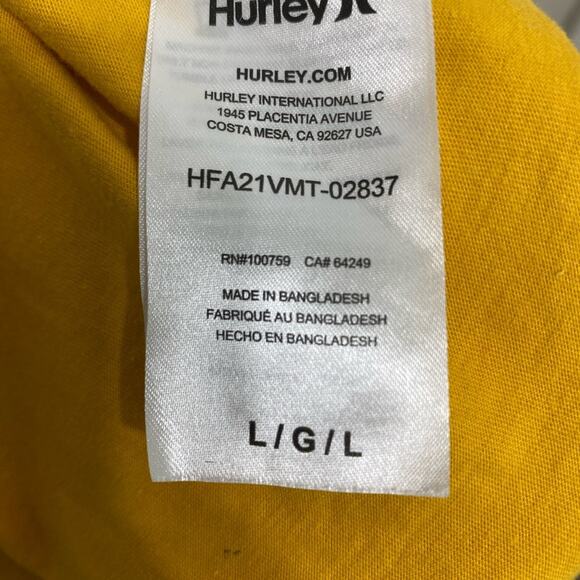 Hurley
HURLEY.COM
HURLEY INTERNATIONAL LLC
1945 PLACENTIA AVENUE
COSTA MESA, CA 92627 USA
HFA21VMT-02837
RN#100759 CA# 64249
MADE IN BANGLADESH
FABRIQUÉ AU BANGLADESH
HECHO EN BANGLADESH
L / G / L